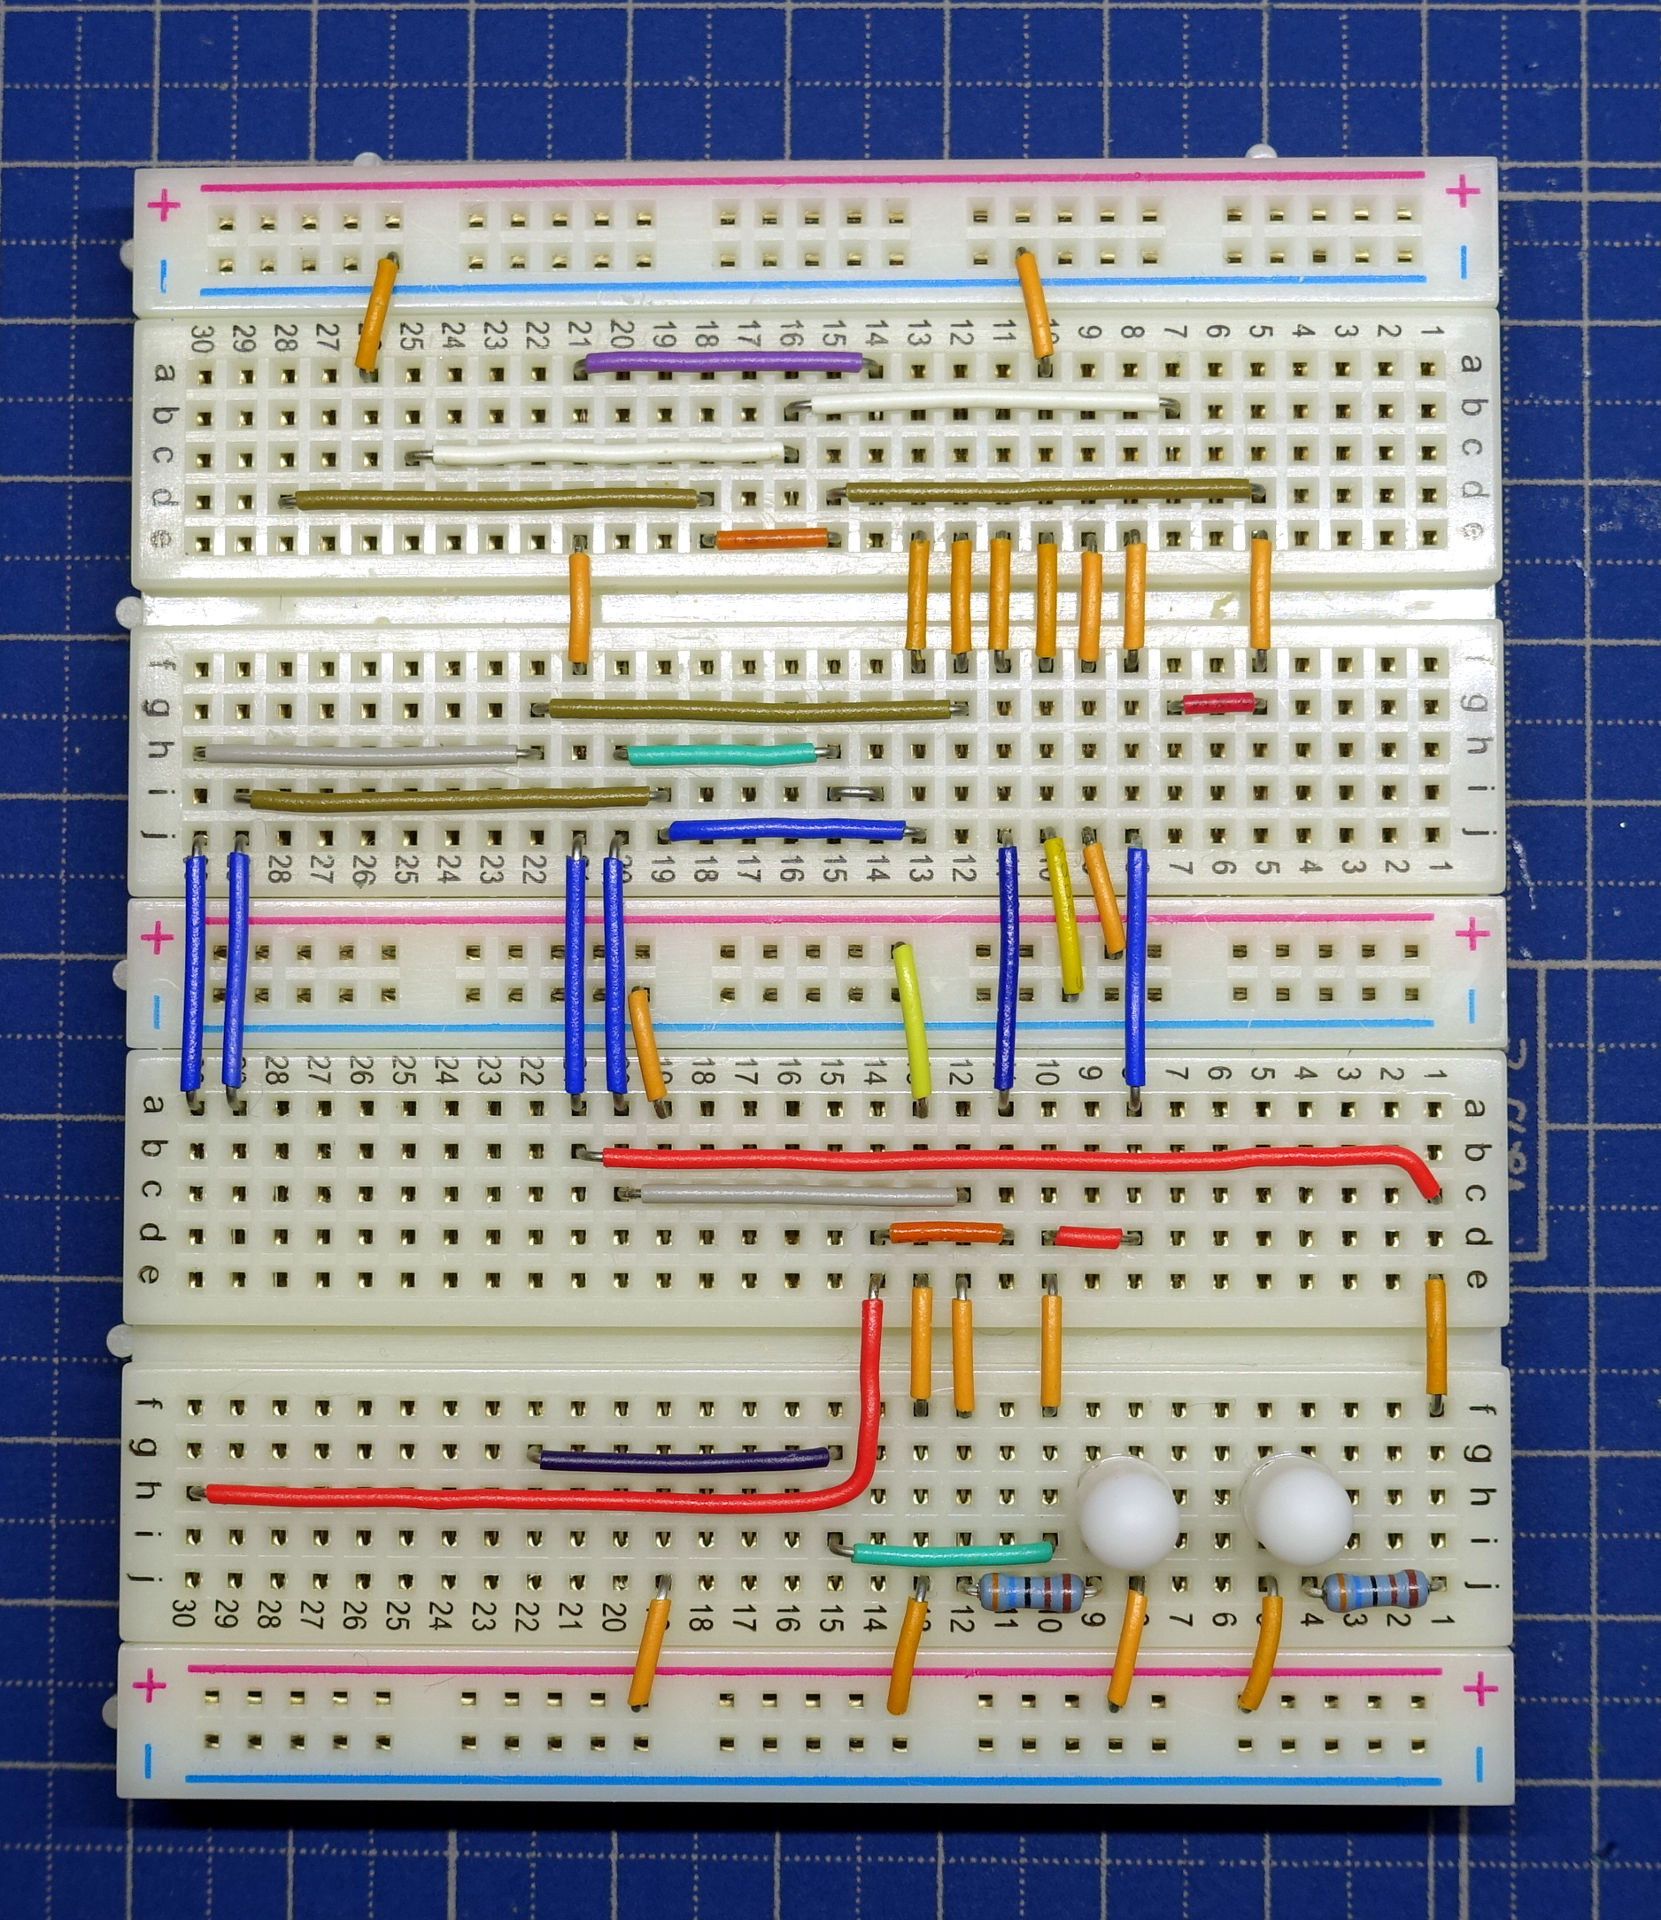 + +
− −
30 29 28 27 25 24 23 22 21 20 19 18 17 16 15 14 13 12 11 9 8 7 6 5 4 3 2 1
a a
b b
c c
d d
e e
f f
g g
h h
i i
j j
28 27 26 25 24 23 22 19 18 17 16 15 14 13 12 7 6 5 4 3 2 1
+ +
− −
28 27 26 25 24 23 22 18 17 16 15 14 12 10 9 7 6 5 4 3 2 1
a a
b b
c c
d d
e e
f f
g g
h h
i i
j j
30 29 28 27 26 25 24 23 22 21 20 18 17 16 15 14 12 11 10 9 7 6 4 3 2 1
+ +
− −